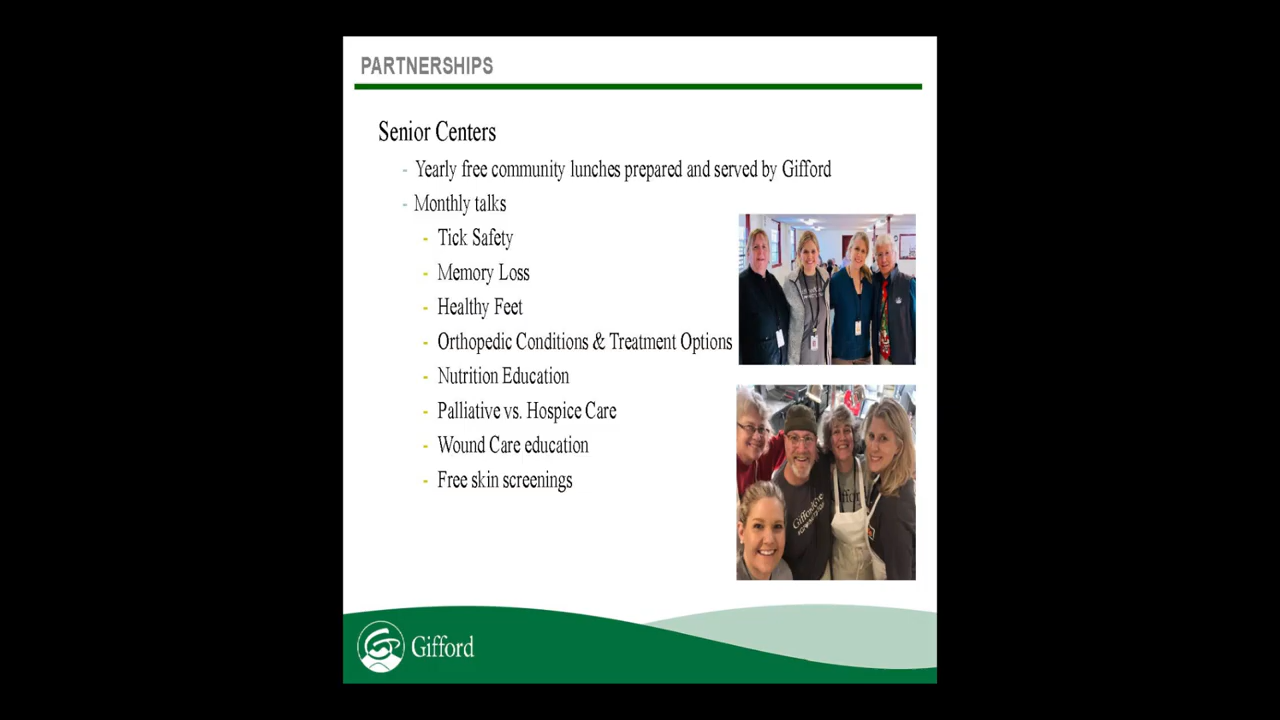 PARTNERSHIPS
Senior Centers
- Yearly free community lunches prepared and served by Gifford
- Monthly talks
- Tick Safety
- Memory Loss
- Healthy Feet
- Orthopedic Conditions & Treatment Options
- Nutrition Education
- Palliative vs. Hospice Care
- Wound Care education
- Free skin screenings
Gifford